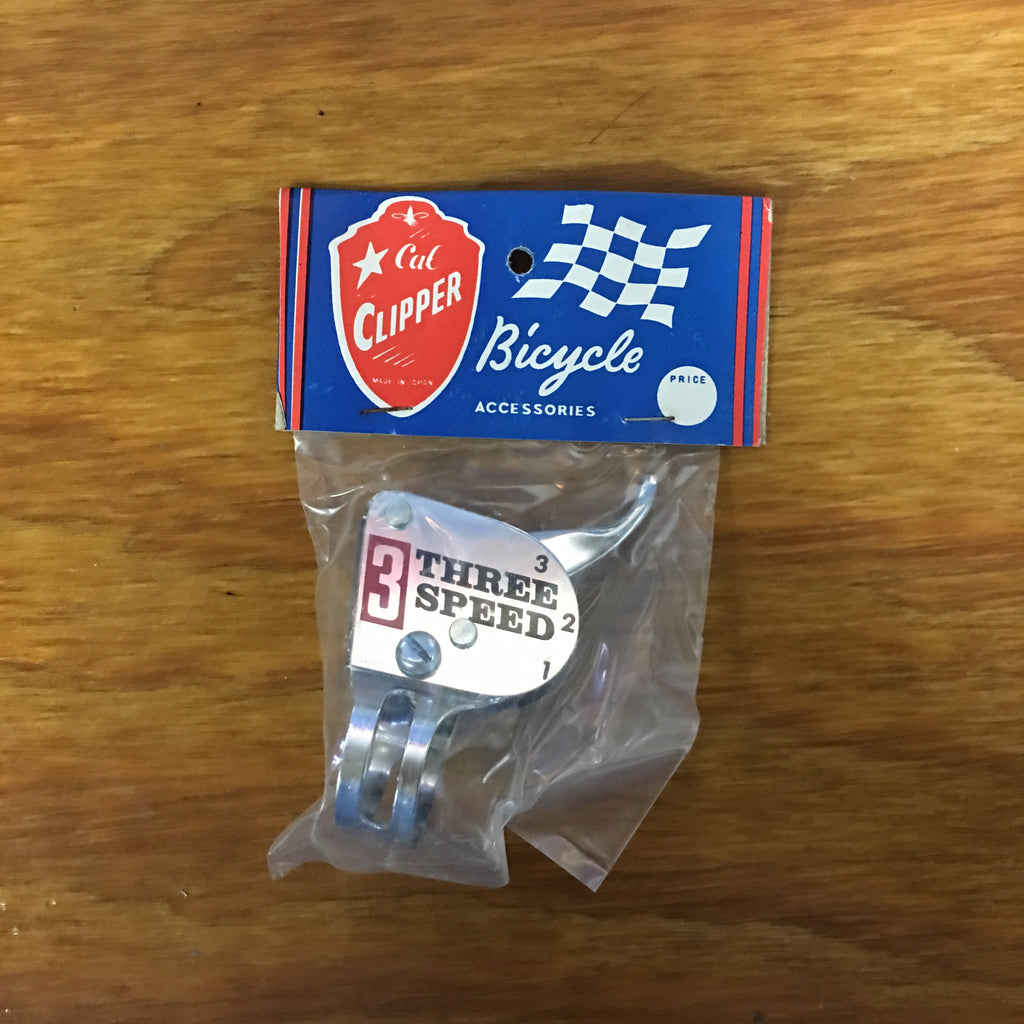 Cal
CLIPPER
MADE IN JAPAN
Bicycle
ACCESSORIES
PRICE
3 THREE
SPEED
3
2
1